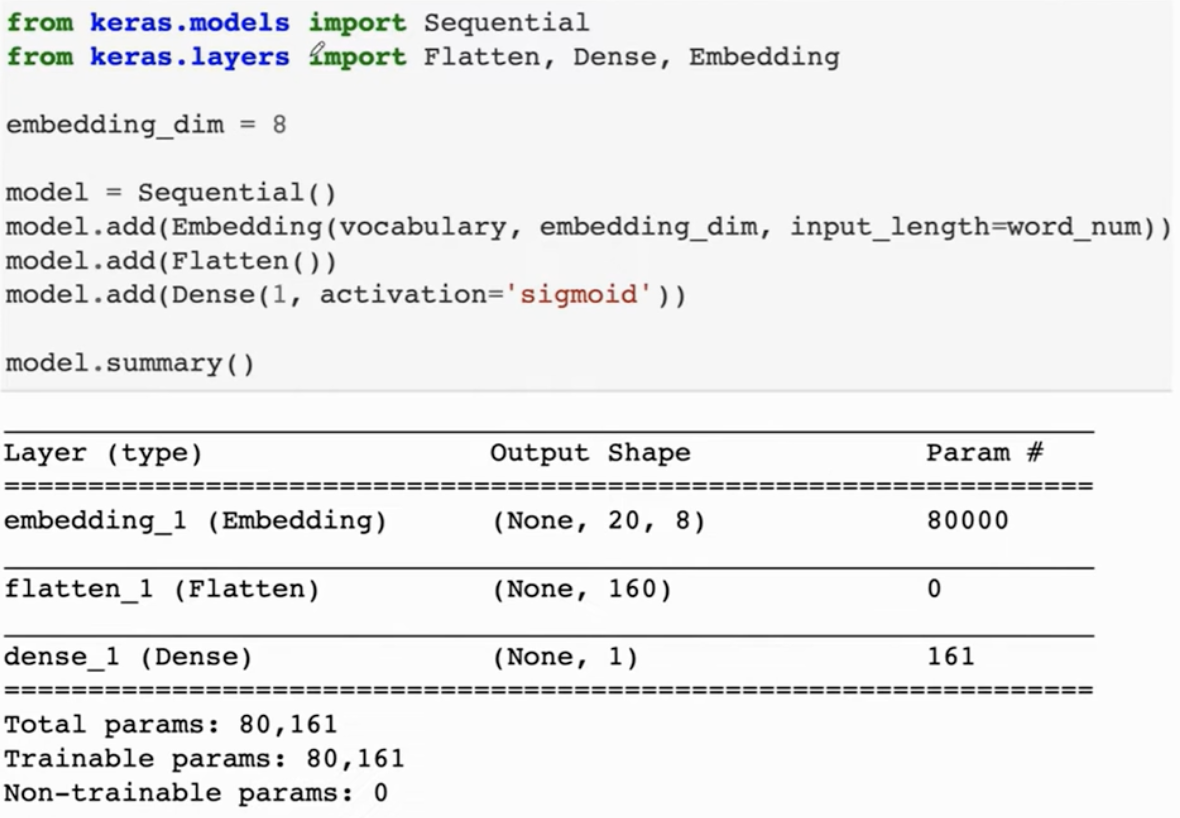 from keras.models import Sequential
from keras.layers import Flatten, Dense, Embedding
embedding_dim = 8
model = Sequential()
model.add(Embedding(vocabulary, embedding_dim, input_length=word_num))
model.add(Flatten())
model.add(Dense(1, activation='sigmoid'))
model.summary()
Layer (type) Output Shape Param #
embedding_1 (Embedding) (None, 20, 8) 80000
flatten_1 (Flatten) (None, 160) 0
dense_1 (Dense) (None, 1) 161
Total params: 80,161
Trainable params: 80,161
Non-trainable params: 0